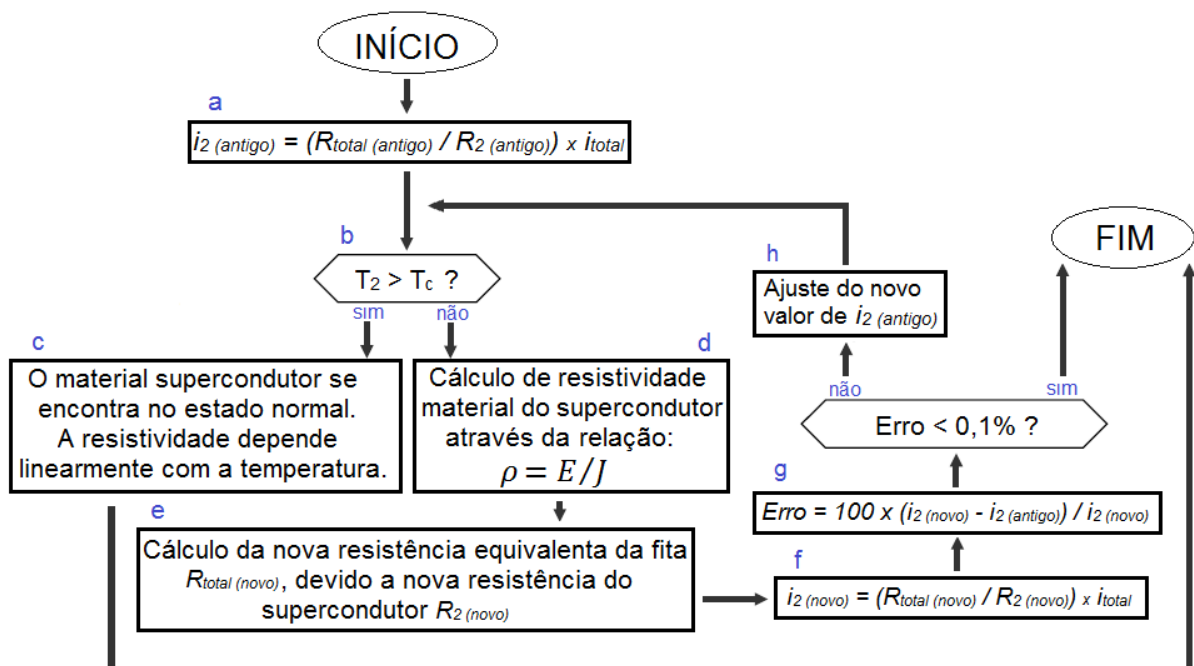 INÍCIO
a
i2 (antigo) = (Rtotal (antigo) / R2 (antigo)) x itotal
b
T2 > Tc ?
sim
não
c
O material supercondutor se
encontra no estado normal.
A resistividade depende
linearmente com a temperatura.
d
Cálculo de resistividade
material do supercondutor
através da relação:
ρ = E/J
e
Cálculo da nova resistência equivalenta da fita
Rtotal (novo), devido a nova resistência do
supercondutor R2 (novo)
f
i2 (novo) = (Rtotal (novo) / R2 (novo)) x itotal
g
Erro = 100 x (i2 (novo) - i2 (antigo)) / i2 (novo)
Erro < 0,1% ?
não
sim
h
Ajuste do novo
valor de i2 (antigo)
FIM